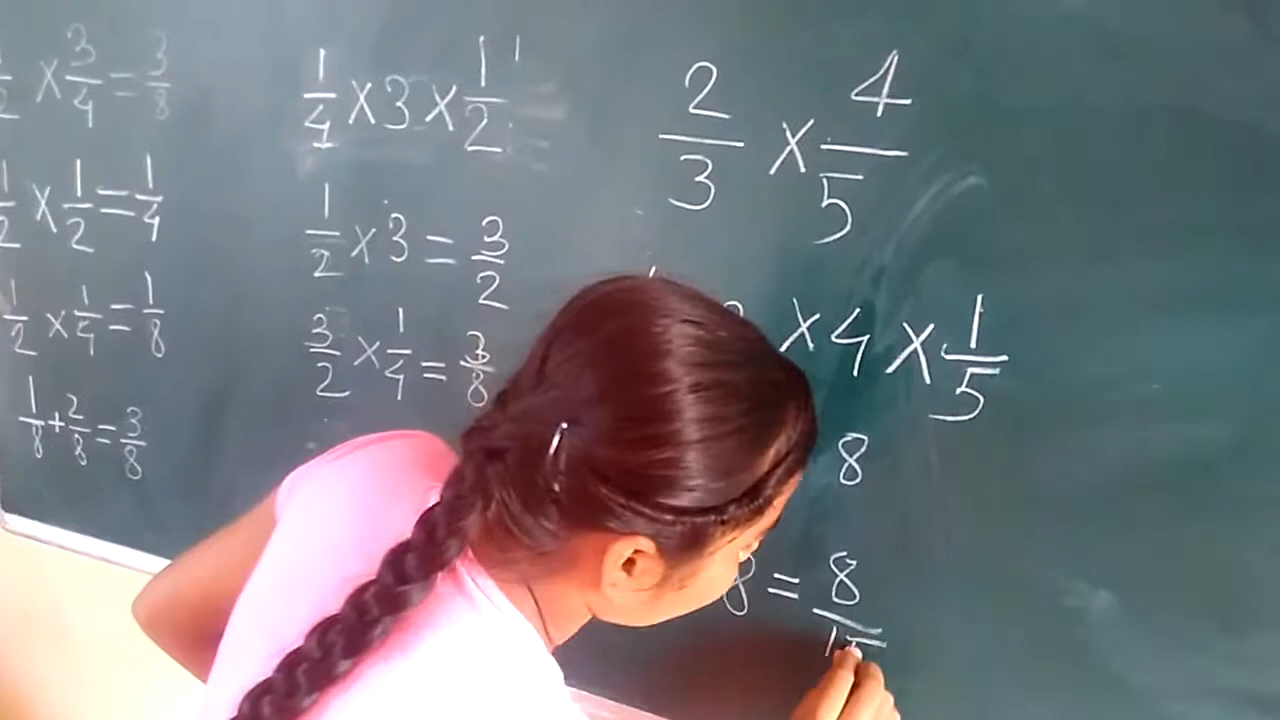 × 3/4 = 3/8
1/2 × 1/2 = 1/4
1/2 × 1/4 = 1/8
1/8 + 2/8 = 3/8
1/4 × 3 × 1/2
1/2 × 3 = 3/2
3/2 × 1/4 = 3/8
2/3 × 4/5
× 4 × 1/5
8
8 = 8/15